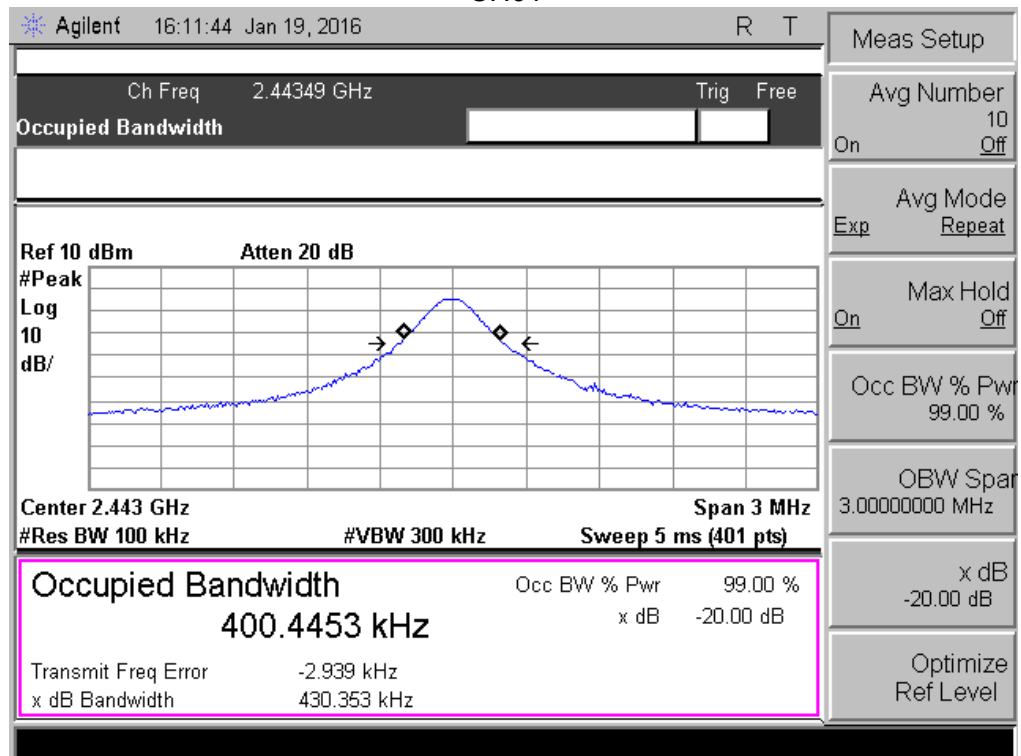 Agilent 16:11:44 Jan 19, 2016 R T
Meas Setup
Ch Freq 2.44349 GHz Trig Free
Occupied Bandwidth
Avg Number
10
On Off
Avg Mode
Exp Repeat
Ref 10 dBm Atten 20 dB
#Peak
Log
10
dB/
Max Hold
On Off
Occ BW % Pwr
99.00 %
Center 2.443 GHz Span 3 MHz
#Res BW 100 kHz #VBW 300 kHz Sweep 5 ms (401 pts)
OBW Span
3.00000000 MHz
Occupied Bandwidth Occ BW % Pwr 99.00 %
400.4453 kHz x dB -20.00 dB
Transmit Freq Error -2.939 kHz
x dB Bandwidth 430.353 kHz
x dB
-20.00 dB
Optimize
Ref Level